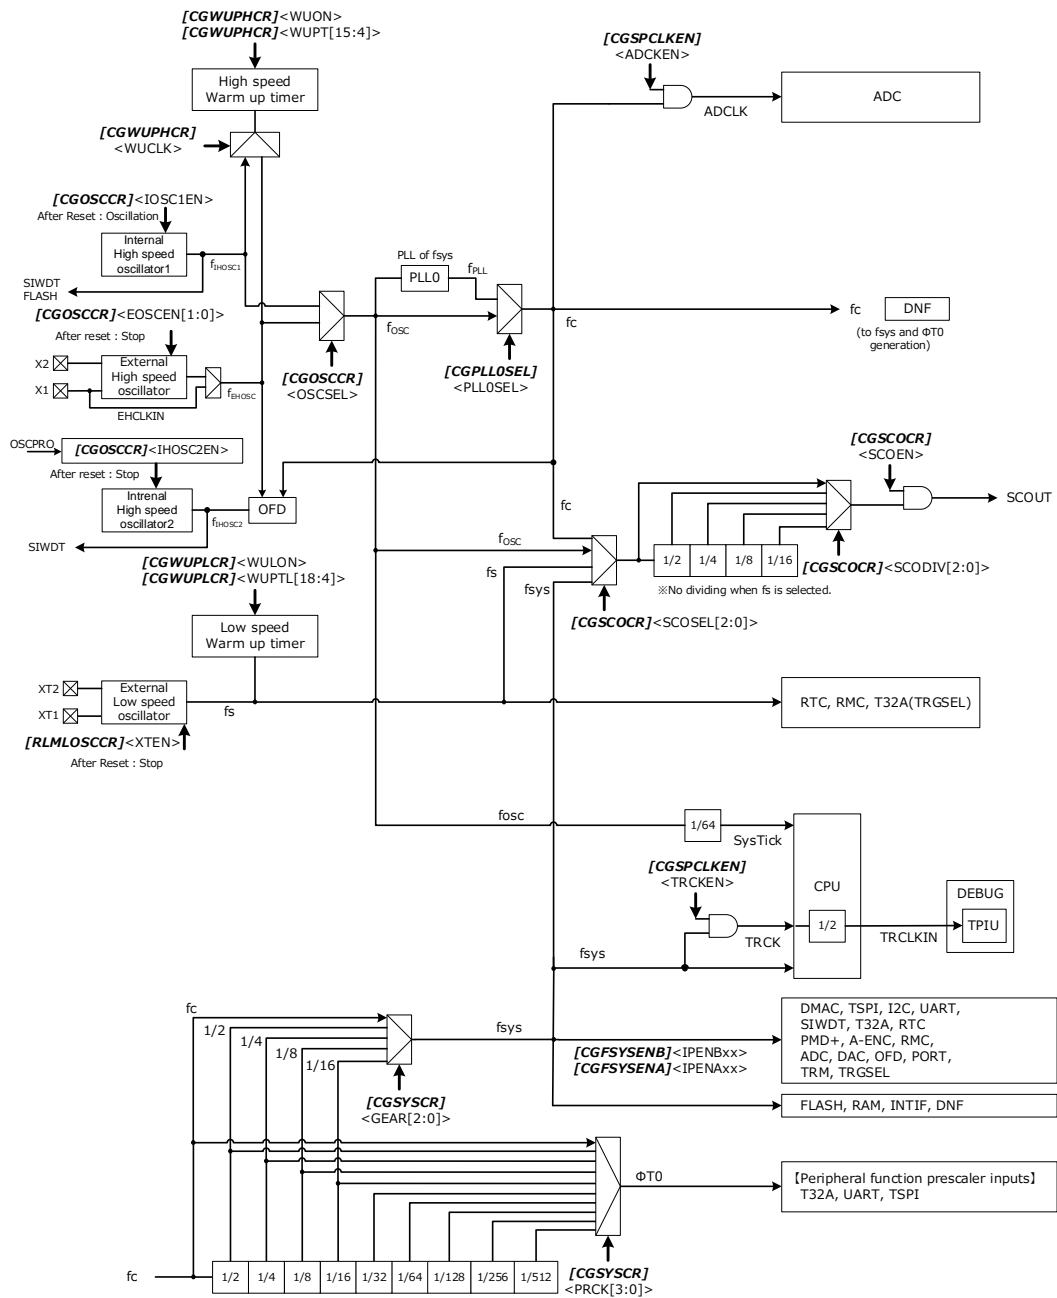 [CGWUPHCR]<WUON>
[CGWUPHCR]<WUPT[15:4]>
High speed
Warm up timer
[CGWUPHCR]
<WUCLK>
[CGSPCLKEN]
<ADCKEN>
ADCLK
ADC
[CGOSCCR]<IOSC1EN>
After Reset : Oscillation
Internal
High speed
oscillator1
fIHOSC1
SIWDT
FLASH
PLL of fsys
PLL0
fPLL
fOSC
[CGOSCCR]
<OSCSEL>
[CGPLL0SEL]
<PLL0SEL>
fc
fc
DNF
(to fsys and ΦT0
generation)
[CGOSCCR]<EOSCEN[1:0]>
After reset : Stop
X2
X1
External
High speed
oscillator
EHCLKIN
fEHOSC
OSCPRO
[CGOSCCR]<IHOSC2EN>
After reset : Stop
Intrenal
High speed
oscillator2
fIHOSC2
OFD
SIWDT
[CGSCOCR]
<SCOEN>
SCOUT
fc
fOSC
fs
fsys
1/2
1/4
1/8
1/16
[CGSCOCR]<SCODIV[2:0]>
※No dividing when fs is selected.
[CGSCOCR]<SCOSEL[2:0]>
[CGWUPLCR]<WULON>
[CGWUPLCR]<WUPTL[18:4]>
Low speed
Warm up timer
XT2
XT1
External
Low speed
oscillator
fs
[RLMLOSCCR]<XTEN>
After Reset : Stop
RTC, RMC, T32A(TRGSEL)
fosc
1/64
SysTick
[CGSPCLKEN]
<TRCKEN>
TRCK
CPU
1/2
TRCLKIN
DEBUG
TPIU
fsys
fc
1/2
1/4
1/8
1/16
[CGSYSCR]
<GEAR[2:0]>
fsys
[CGFSYSENB]<IPENBxx>
[CGFSYSENA]<IPENAxx>
DMAC, TSPI, I2C, UART,
SIWDT, T32A, RTC
PMD+, A-ENC, RMC,
ADC, DAC, OFD, PORT,
TRM, TRGSEL
FLASH, RAM, INTIF, DNF
ΦT0
【Peripheral function prescaler inputs】
T32A, UART, TSPI
fc
1/2
1/4
1/8
1/16
1/32
1/64
1/128
1/256
1/512
[CGSYSCR]
<PRCK[3:0]>